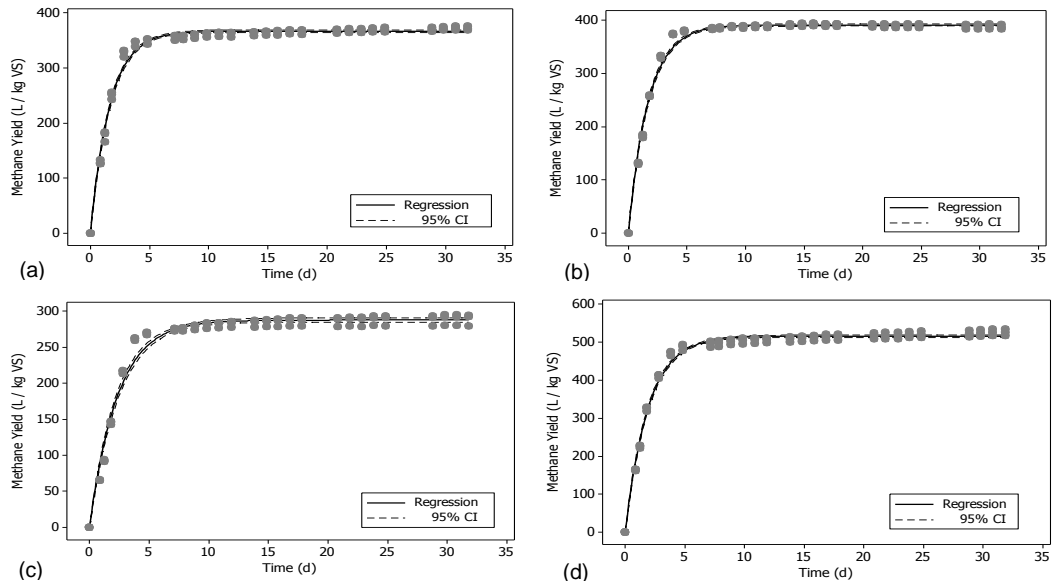 400
300
200
100
0
Methane Yield (L / kg VS)
Regression
95% CI
0 5 10 15 20 25 30 35
Time (d)
(a)
400
300
200
100
0
Methane Yield (L / kg VS)
Regression
95% CI
0 5 10 15 20 25 30 35
Time (d)
(b)
300
250
200
150
100
50
0
Methane Yield (L / kg VS)
Regression
95% CI
0 5 10 15 20 25 30 35
Time (d)
(c)
600
500
400
300
200
100
0
Methane Yield (L / kg VS)
Regression
95% CI
0 5 10 15 20 25 30 35
Time (d)
(d)